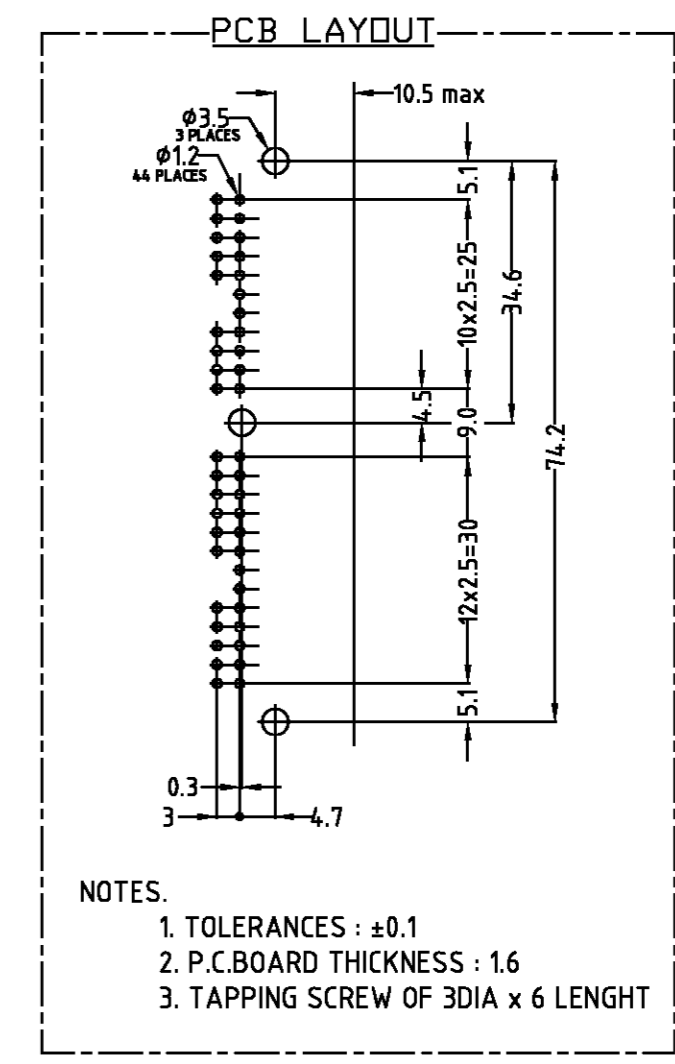 PCB LAYOUT
10.5 max
ϕ3.5
3 PLACES
ϕ1.2
44 PLACES
5.1
10x2.5=25
34.6
4.5
9.0
74.2
12x2.5=30
5.1
0.3
3
4.7
NOTES.
1. TOLERANCES : ±0.1
2. P.C.BOARD THICKNESS : 1.6
3. TAPPING SCREW OF 3DIA x 6 LENGHT